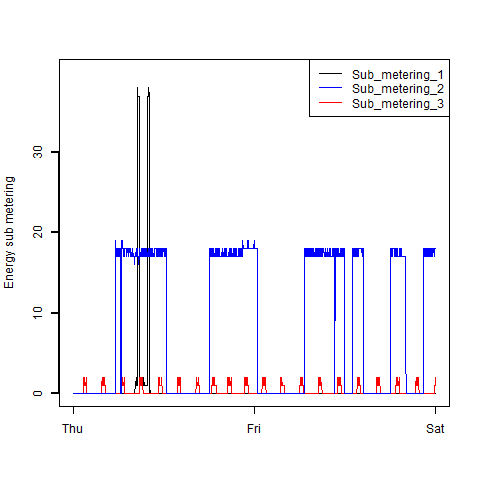 Sub_metering_1
Sub_metering_2
Sub_metering_3
Energy sub metering
30
20
10
0
Thu
Fri
Sat